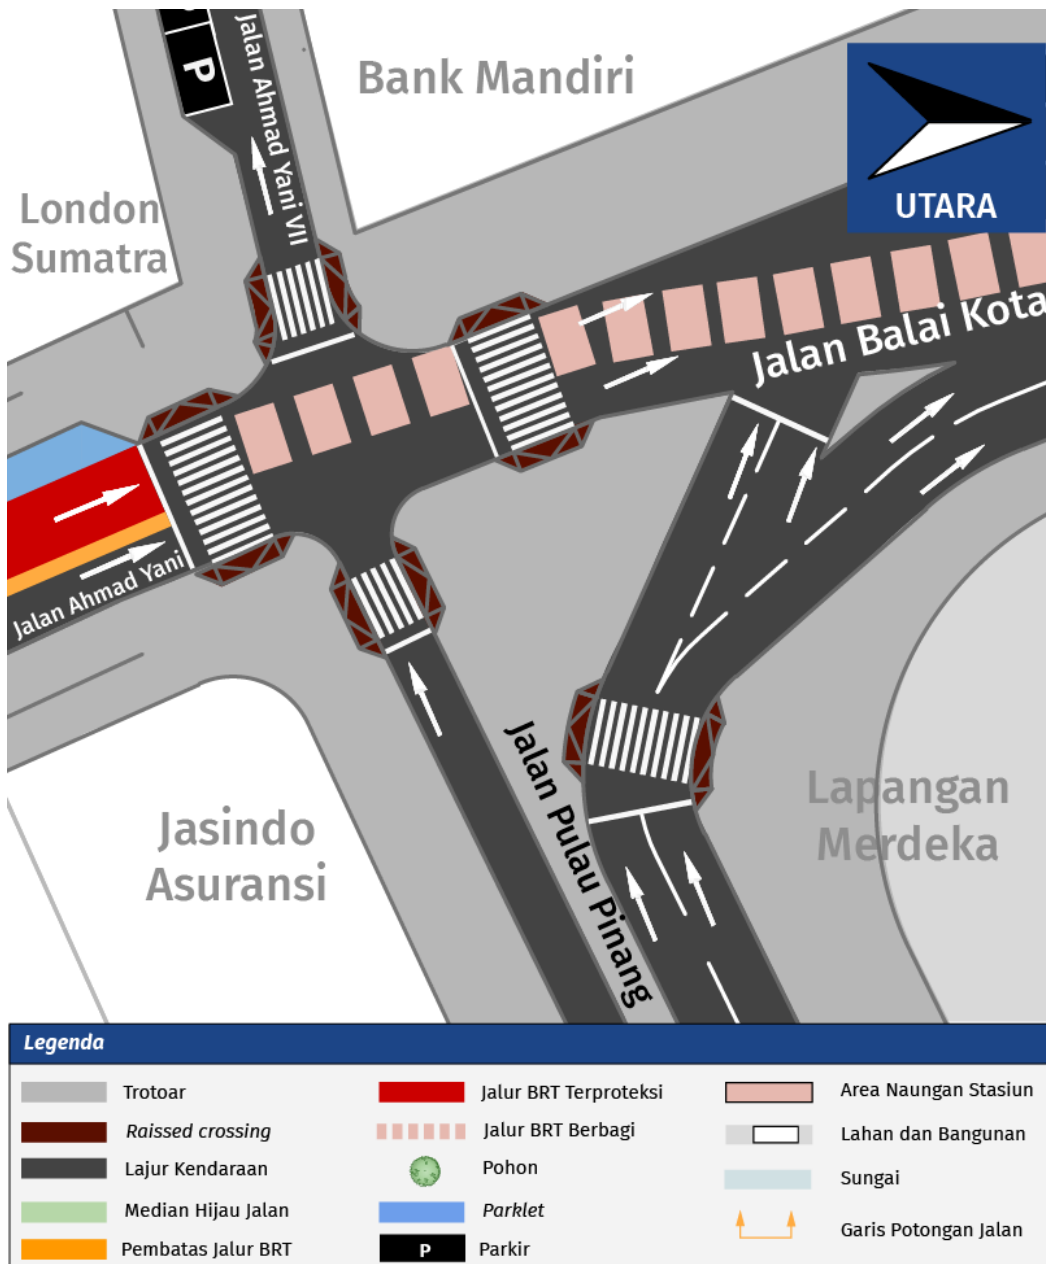 Bank Mandiri
Jalan Ahmad Yani VII
P
UTARA
London
Sumatra
Jalan Balai Kota
Jalan Ahmad Yani
Jalan Pulau Pinang
Lapangan
Merdeka
Jasindo
Asuransi
Legenda
Trotoar
Raissed crossing
Lajur Kendaraan
Median Hijau Jalan
Pembatas Jalur BRT
Jalur BRT Terproteksi
Jalur BRT Berbagi
Pohon
Parklet
P Parkir
Area Naungan Stasiun
Lahan dan Bangunan
Sungai
Garis Potongan Jalan